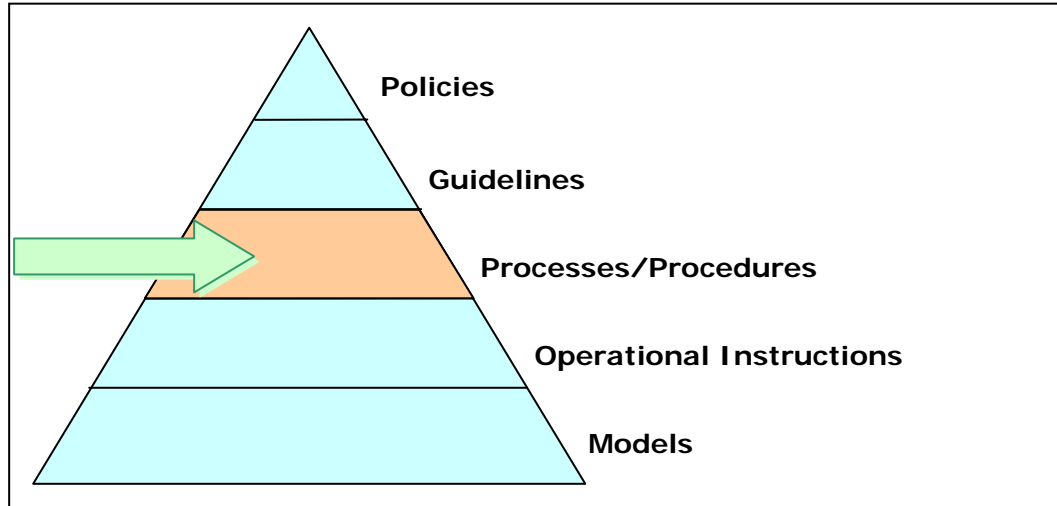 Policies
Guidelines
Processes/Procedures
Operational Instructions
Models